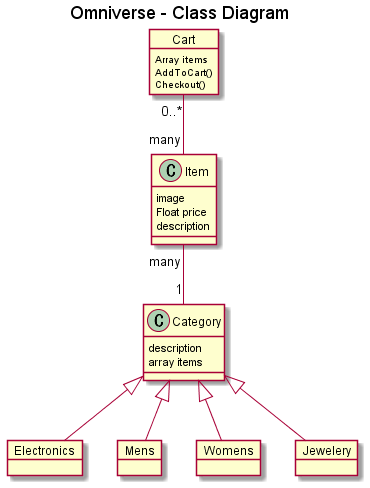 Omniverse - Class Diagram
Cart
Array items
AddToCart()
Checkout()
0..*
many
C Item
image
Float price
description
many
1
C Category
description
array items
Electronics Mens Womens Jewelery